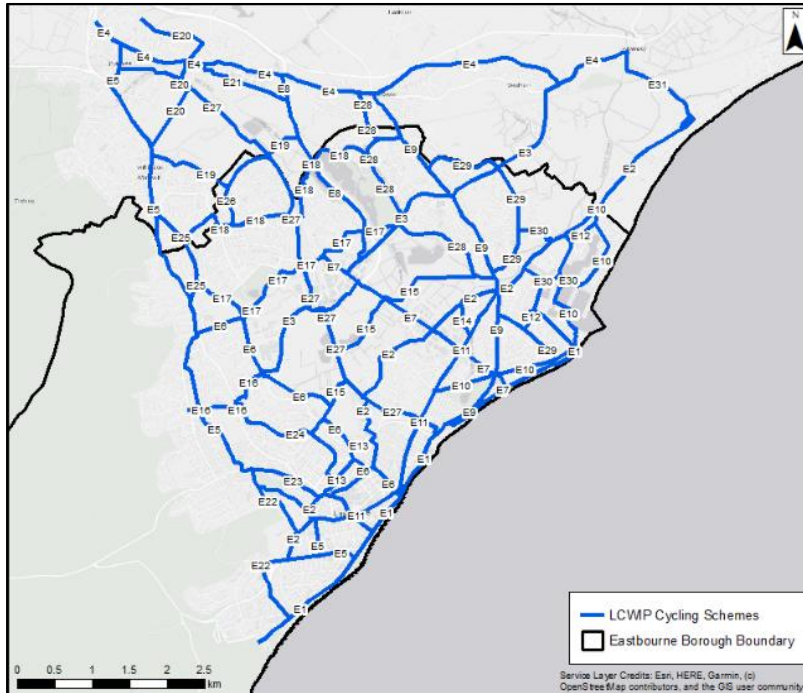 N
E4
E20
E4
E4
E4
E5
E20
E21
E8
E4
E4
E4
E31
E20
E27
E28
E28
E19
E18
E18
E28
E9
E29
E3
E2
E19
E26
E18
E8
E28
E29
E5
E18
E27
E3
E10
E25
E18
E17
E17
E28
E9
E30
E12
E17
E7
E29
E10
E25
E17
E17
E27
E15
E2
E2
E30
E30
E6
E17
E3
E27
E15
E7
E14
E9
E12
E10
E6
E27
E2
E11
E29
E1
E16
E6
E15
E7
E10
E10
E7
E16
E16
E2
E27
E11
E9
E5
E24
E6
E13
E1
E23
E13
E6
E6
E22
E2
E11
E1
E2
E5
E5
E22
E1
LCWIP Cycling Schemes
Eastbourne Borough Boundary
0 0.5 1 1.5 2 2.5
km
Service Layer Credits: Esri, HERE, Garmin, (c)
OpenStreetMap contributors, and the GIS user community